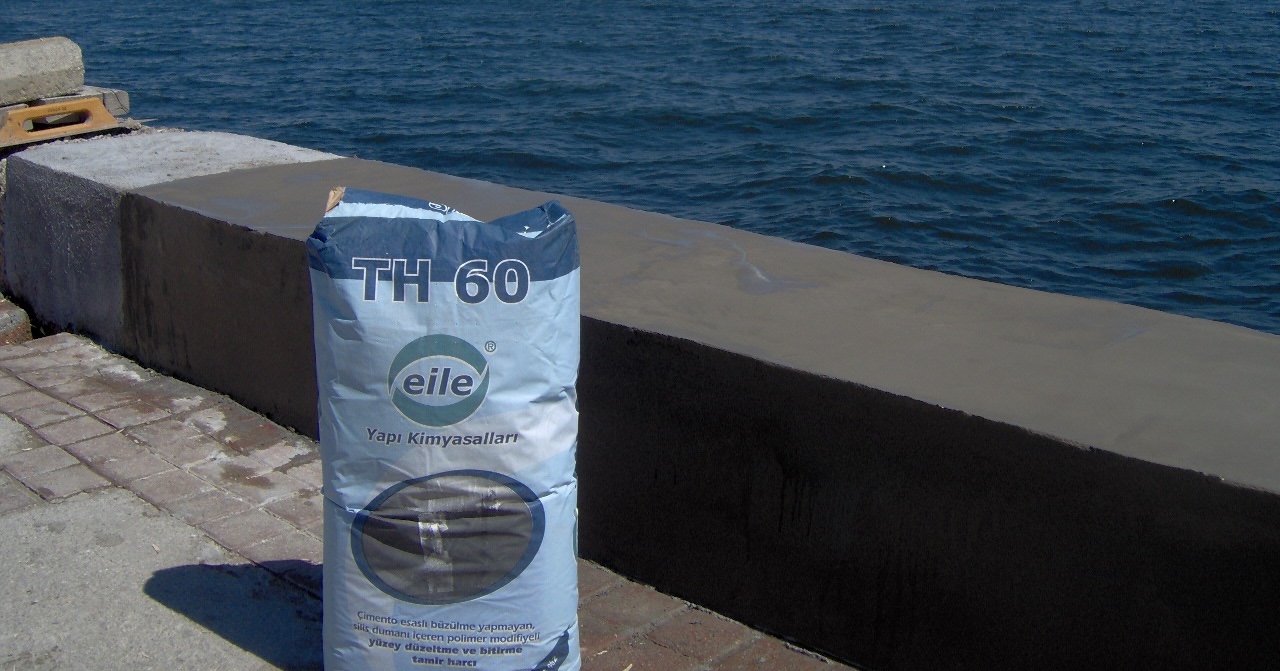 TH 60
eile ®
Yapı Kimyasalları
Çimento esaslı büzülme yapmayan,
silis dumanı içeren polimer modifiyeli
yüzey düzeltme ve bitirme
tamir harcı